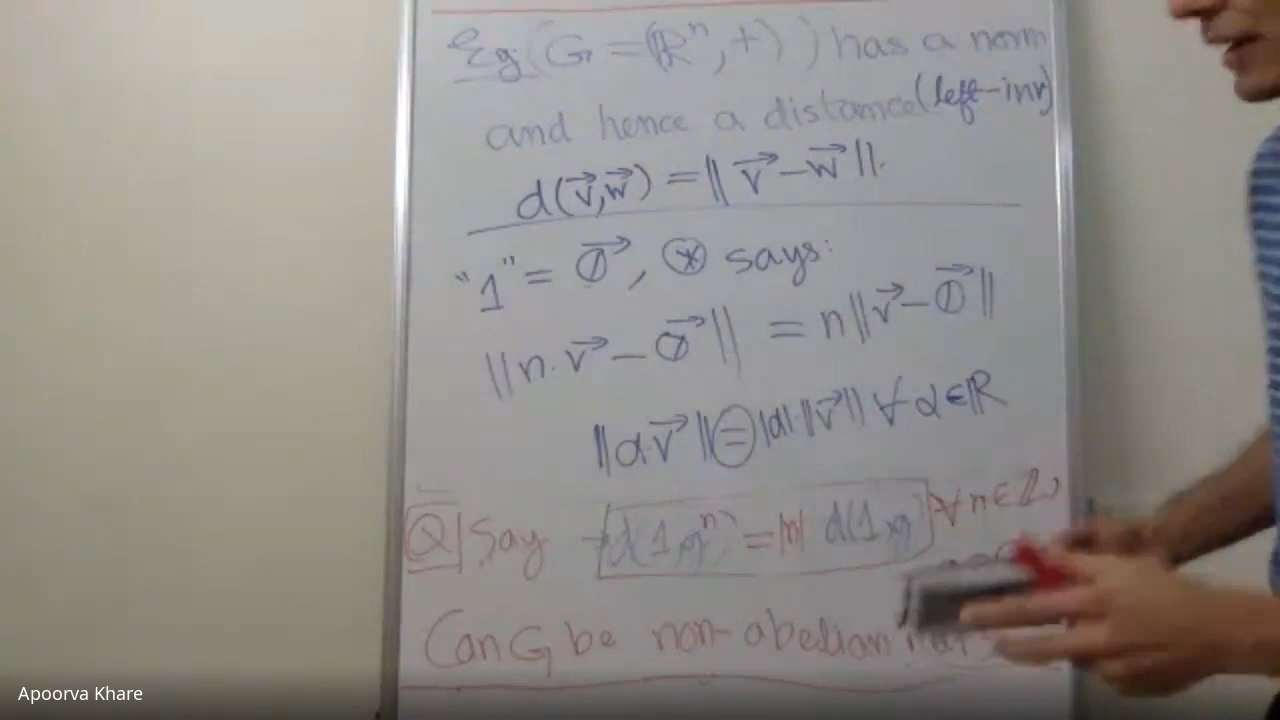 Eg (G = (ℝⁿ, +)) has a norm
and hence a distance (left-inv)
d(v⃗,w⃗) = ‖v⃗ − w⃗‖.
"1" = 0⃗, ⊛ says:
‖n·v⃗ − 0⃗‖ = n‖v⃗ − 0⃗‖
‖α·v⃗‖ = |α|·‖v⃗‖ ∀ α ∈ ℝ
Q Say d(1,gⁿ) = |n| d(1,g) ∀ n ∈ ℤ,
Can G be non-abelian
Apoorva Khare